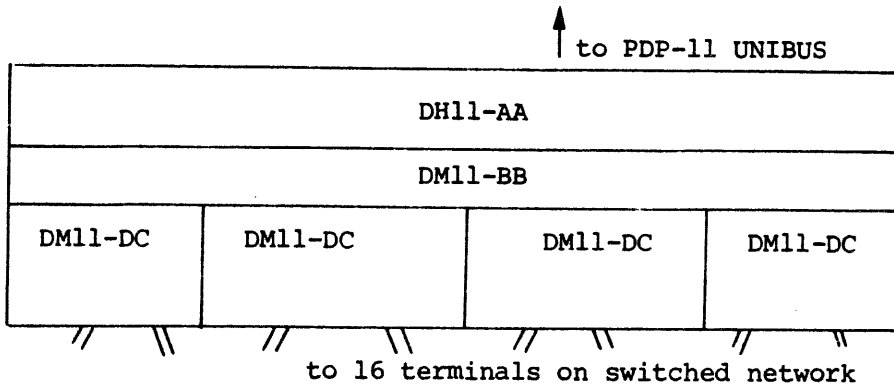 to PDP-11 UNIBUS
DH11-AA
DM11-BB
DM11-DC DM11-DC DM11-DC DM11-DC
to 16 terminals on switched network